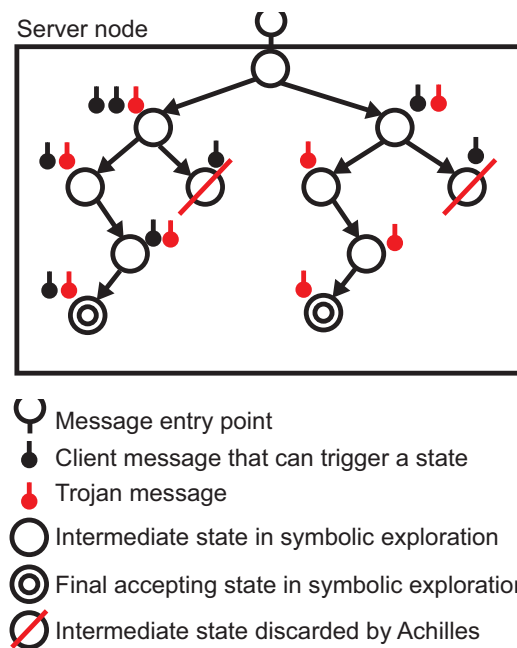 Server node
Message entry point
Client message that can trigger a state
Trojan message
Intermediate state in symbolic exploration
Final accepting state in symbolic exploration
Intermediate state discarded by Achilles